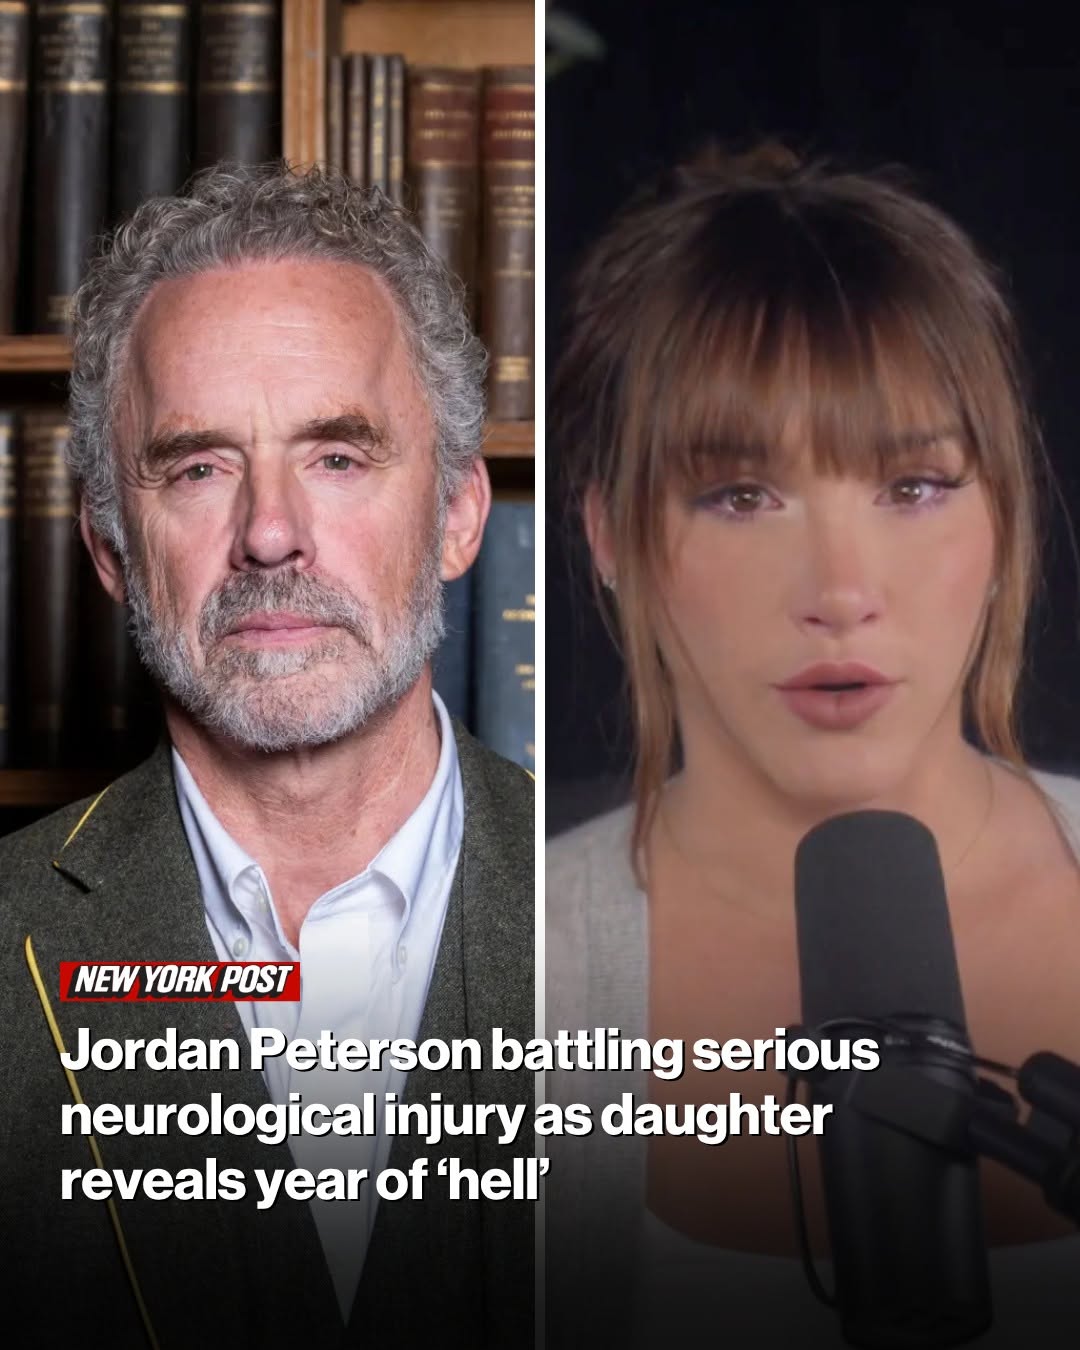 NEW YORK POST
Jordan Peterson battling serious
neurological injury as daughter
reveals year of ‘hell’